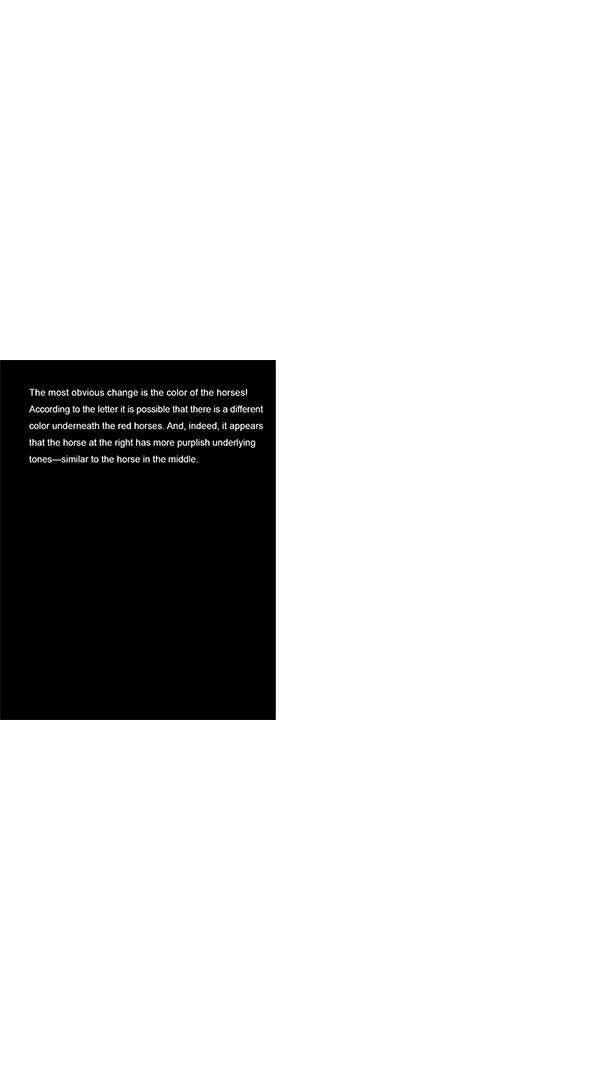 The most obvious change is the color of the horses!
According to the letter it is possible that there is a different
color underneath the red horses. And, indeed, it appears
that the horse at the right has more purplish underlying
tones—similar to the horse in the middle.